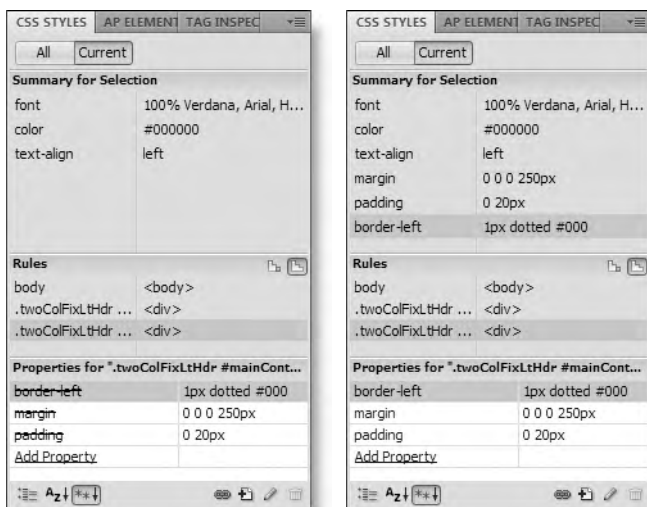 CSS STYLES AP ELEMENT TAG INSPEC
All Current
Summary for Selection
font 100% Verdana, Arial, H...
color #000000
text-align left
Rules
body <body>
.twoColFixLtHdr ... <div>
.twoColFixLtHdr ... <div>
Properties for ".twoColFixLtHdr #mainCont...
border-left 1px dotted #000
margin 0 0 0 250px
padding 0 20px
Add Property
AZ **
CSS STYLES AP ELEMENT TAG INSPEC
All Current
Summary for Selection
font 100% Verdana, Arial, H...
color #000000
text-align left
margin 0 0 0 250px
padding 0 20px
border-left 1px dotted #000
Rules
body <body>
.twoColFixLtHdr ... <div>
.twoColFixLtHdr ... <div>
Properties for ".twoColFixLtHdr #mainCont...
border-left 1px dotted #000
margin 0 0 0 250px
padding 0 20px
Add Property
AZ **